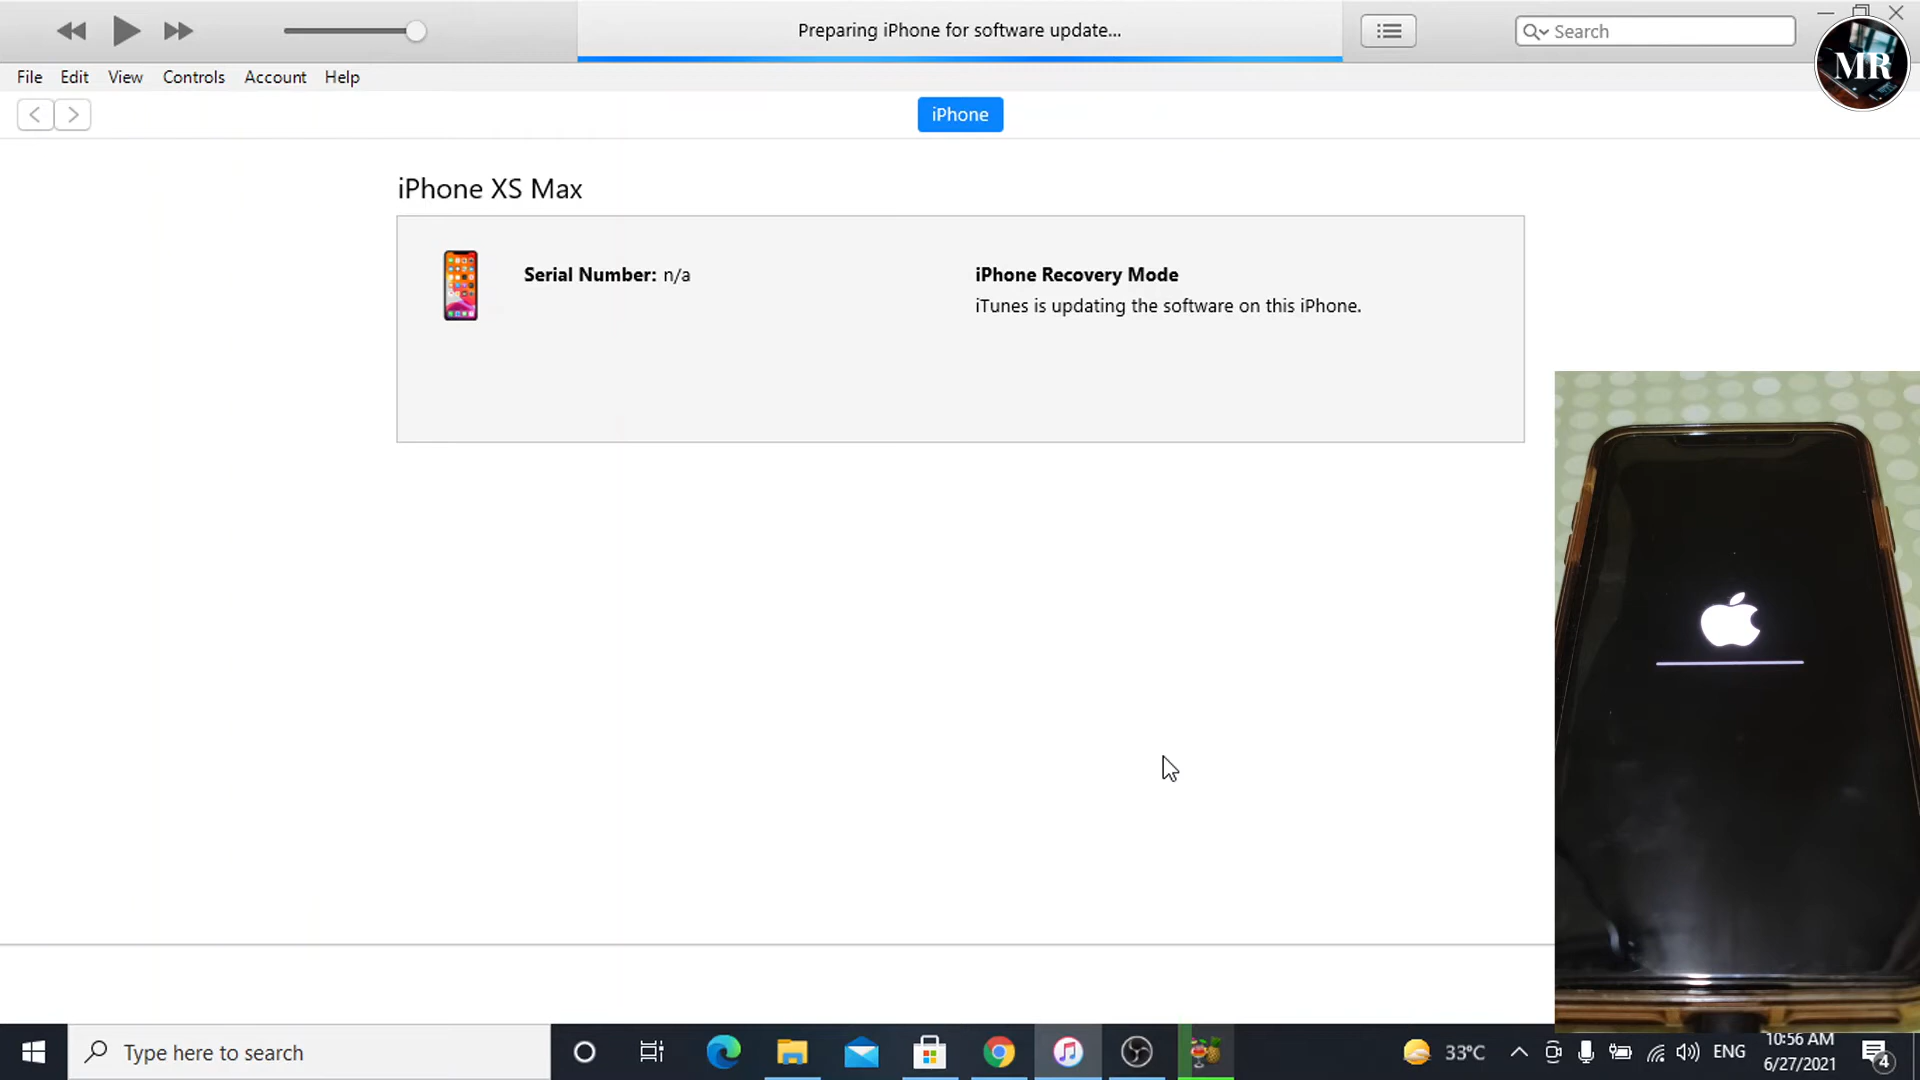 Preparing iPhone for software update...
Search
MR
File Edit View Controls Account Help
iPhone
iPhone XS Max
Serial Number: n/a
iPhone Recovery Mode
iTunes is updating the software on this iPhone.
Type here to search
33°C
ENG
10:56 AM
6/27/2021
4